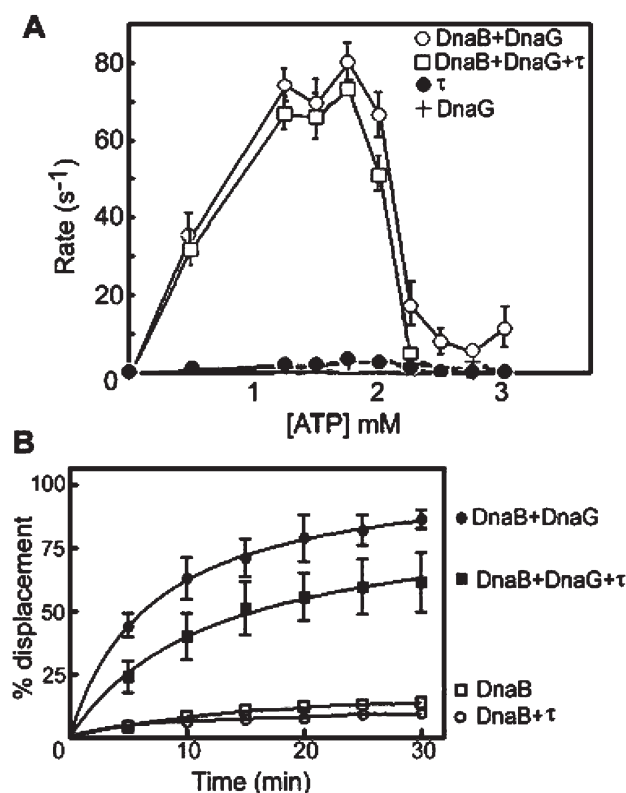 A
80
60
40
20
0
Rate (s⁻¹)
DnaB+DnaG
DnaB+DnaG+τ
τ
DnaG
1
2
3
[ATP] mM
B
100
75
50
25
0
% displacement
DnaB+DnaG
DnaB+DnaG+τ
DnaB
DnaB+τ
10
20
30
Time (min)